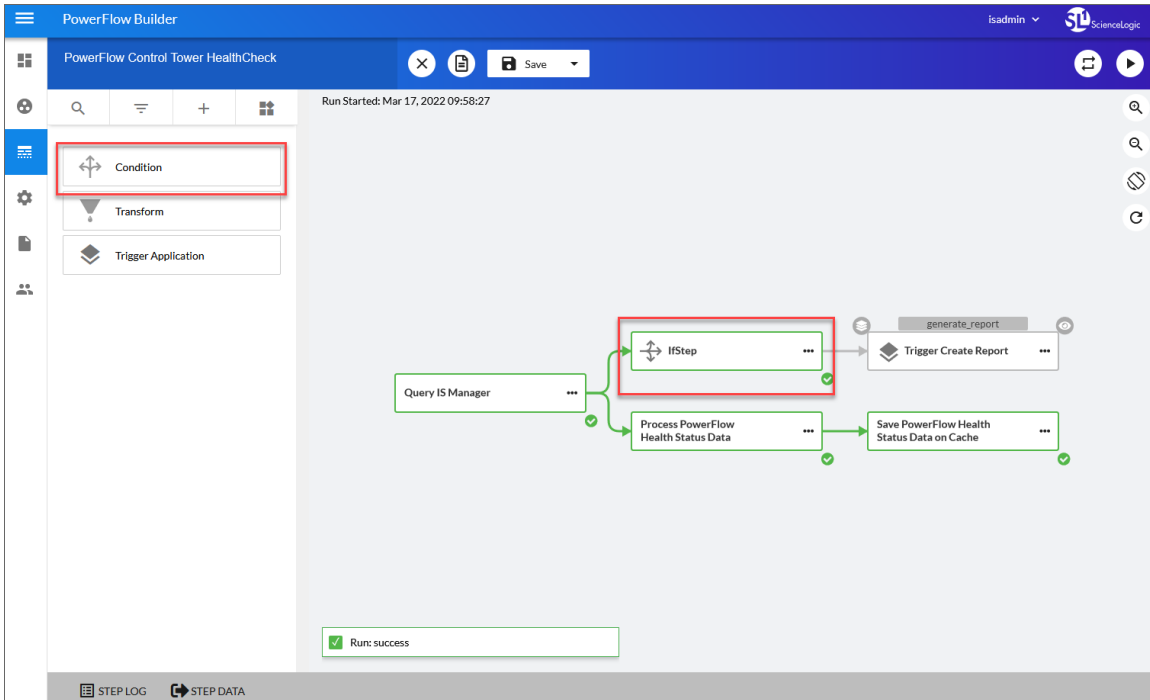 PowerFlow Builder
isadmin
SL1 ScienceLogic
PowerFlow Control Tower HealthCheck
Save
Run Started: Mar 17, 2022 09:58:27
Condition
Transform
Trigger Application
generate_report
IfStep
Trigger Create Report
Query IS Manager
Process PowerFlow
Health Status Data
Save PowerFlow Health
Status Data on Cache
Run: success
STEP LOG
STEP DATA